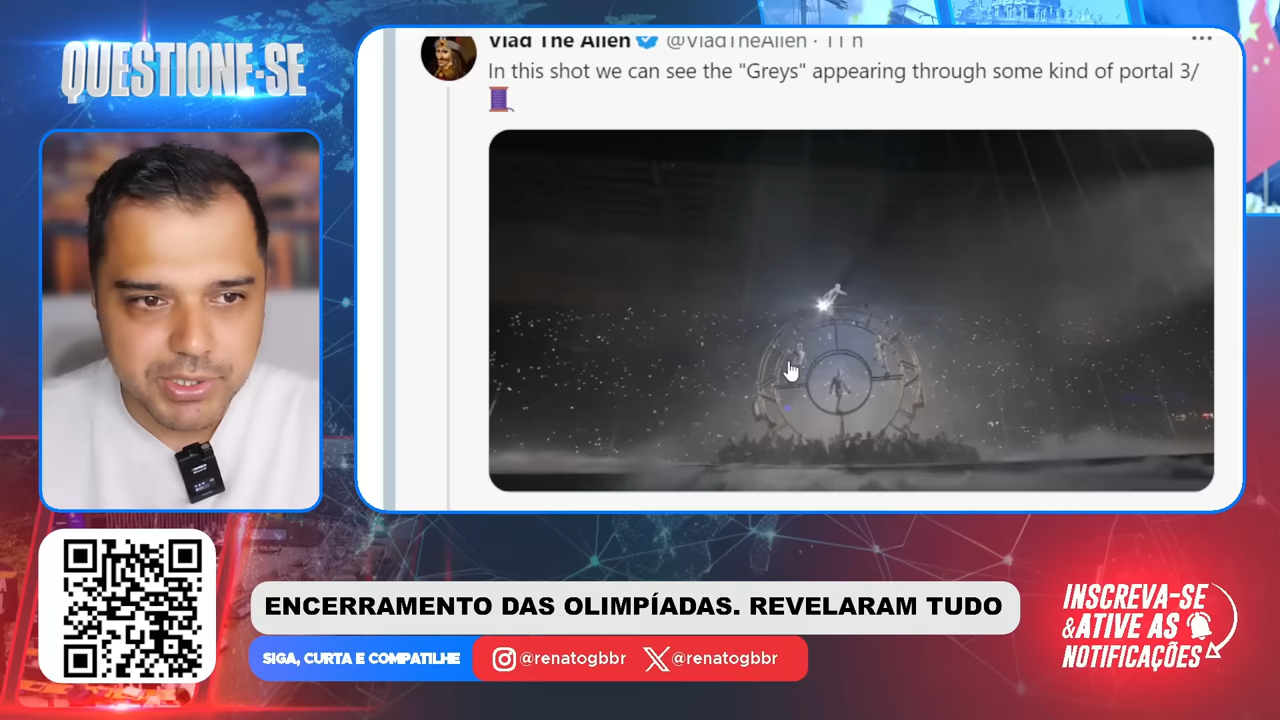 QUESTIONE-SE
Vlad The Alien @VladTheAlien · 11 h
In this shot we can see the "Greys" appearing through some kind of portal 3/
ENCERRAMENTO DAS OLIMPÍADAS. REVELARAM TUDO
SIGA, CURTA E COMPATILHE
@renatogbbr
@renatogbbr
INSCREVA-SE
&ATIVE AS
NOTIFICAÇÕES